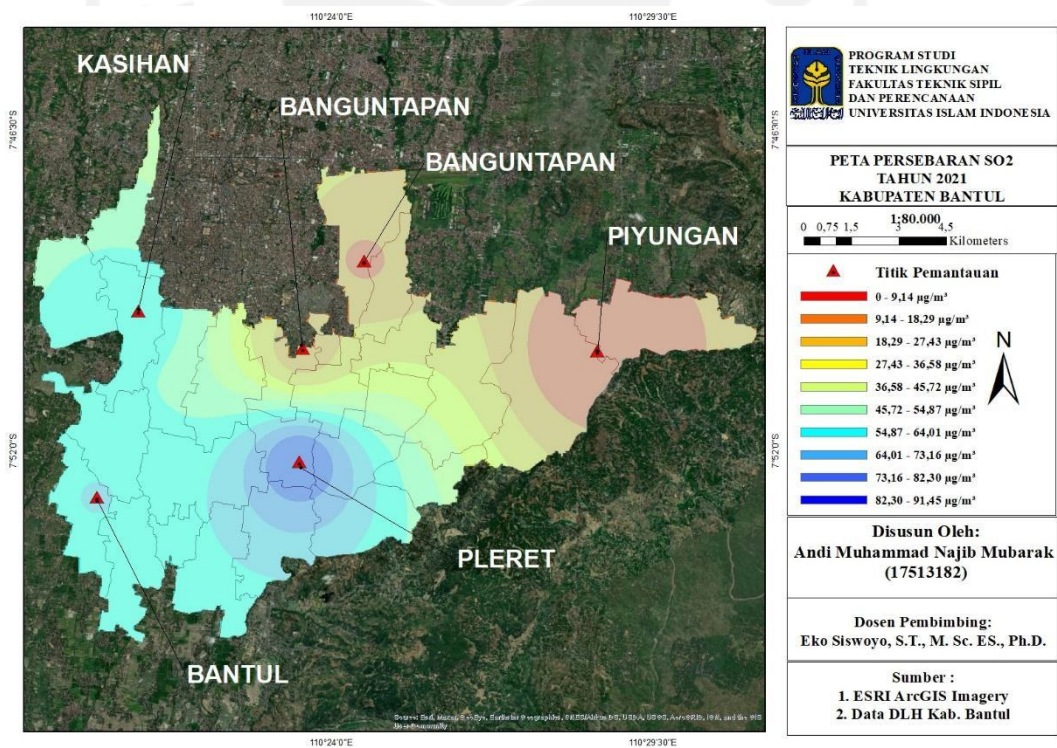 110°24'0"E
110°29'30"E
KASIHAN
BANGUNTAPAN
BANGUNTAPAN
PIYUNGAN
PLERET
BANTUL
7°46'30"S
7°52'0"S
7°46'30"S
7°52'0"S
110°24'0"E
110°29'30"E
PROGRAM STUDI
TEKNIK LINGKUNGAN
FAKULTAS TEKNIK SIPIL
DAN PERENCANAAN
UNIVERSITAS ISLAM INDONESIA
PETA PERSEBARAN SO2
TAHUN 2021
KABUPATEN BANTUL
1:80.000
0 0,75 1,5 3 4,5
Kilometers
Titik Pemantauan
0 - 9,14 µg/m³
9,14 - 18,29 µg/m³
18,29 - 27,43 µg/m³
27,43 - 36,58 µg/m³
36,58 - 45,72 µg/m³
45,72 - 54,87 µg/m³
54,87 - 64,01 µg/m³
64,01 - 73,16 µg/m³
73,16 - 82,30 µg/m³
82,30 - 91,45 µg/m³
N
Disusun Oleh:
Andi Muhammad Najib Mubarak
(17513182)
Dosen Pembimbing:
Eko Siswoyo, S.T., M. Sc. ES., Ph.D.
Sumber :
1. ESRI ArcGIS Imagery
2. Data DLH Kab. Bantul